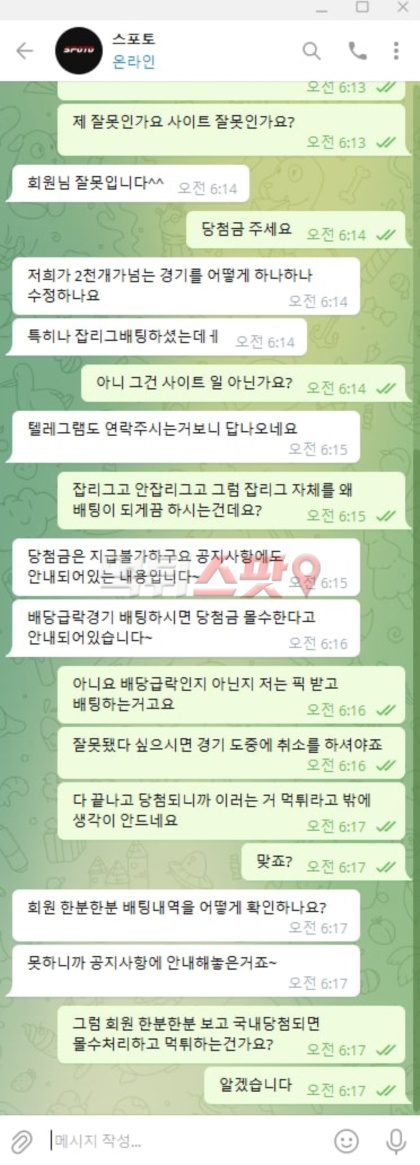 스포토
SPOTO
온라인
오전 6:13
제 잘못인가요 사이트 잘못인가요?
오전 6:13
회원님 잘못입니다^^ 오전 6:14
당첨금 주세요 오전 6:14
저희가 2천개가넘는 경기를 어떻게 하나하나
수정하나요
오전 6:14
특히나 잡리그배팅하셨는데ㅔ 오전 6:14
아니 그건 사이트 일 아닌가요? 오전 6:14
텔레그램도 연락주시는거보니 답나오네요
오전 6:15
잡리그고 안잡리그고 그럼 잡리그 자체를 왜
배팅이 되게끔 하시는건데요? 오전 6:15
당첨금은 지급불가하구요 공지사항에도
안내되어있는 내용입니다~ 오전 6:15
먹튀스팟
배당급락경기 배팅하시면 당첨금 몰수한다고
안내되어있습니다~ 오전 6:16
아니요 배당급락인지 아닌지 저는 픽 받고
배팅하는거고요 오전 6:16
잘못됐다 싶으시면 경기 도중에 취소를 하셔야죠
오전 6:16
다 끝나고 당첨되니까 이러는 거 먹튀라고 밖에
생각이 안드네요 오전 6:17
맞죠? 오전 6:17
회원 한분한분 배팅내역을 어떻게 확인하나요?
오전 6:17
못하니까 공지사항에 안내해놓은거죠~
오전 6:17
그럼 회원 한분한분 보고 국내당첨되면
몰수처리하고 먹튀하는건가요? 오전 6:17
알겠습니다 오전 6:17
메시지 작성...